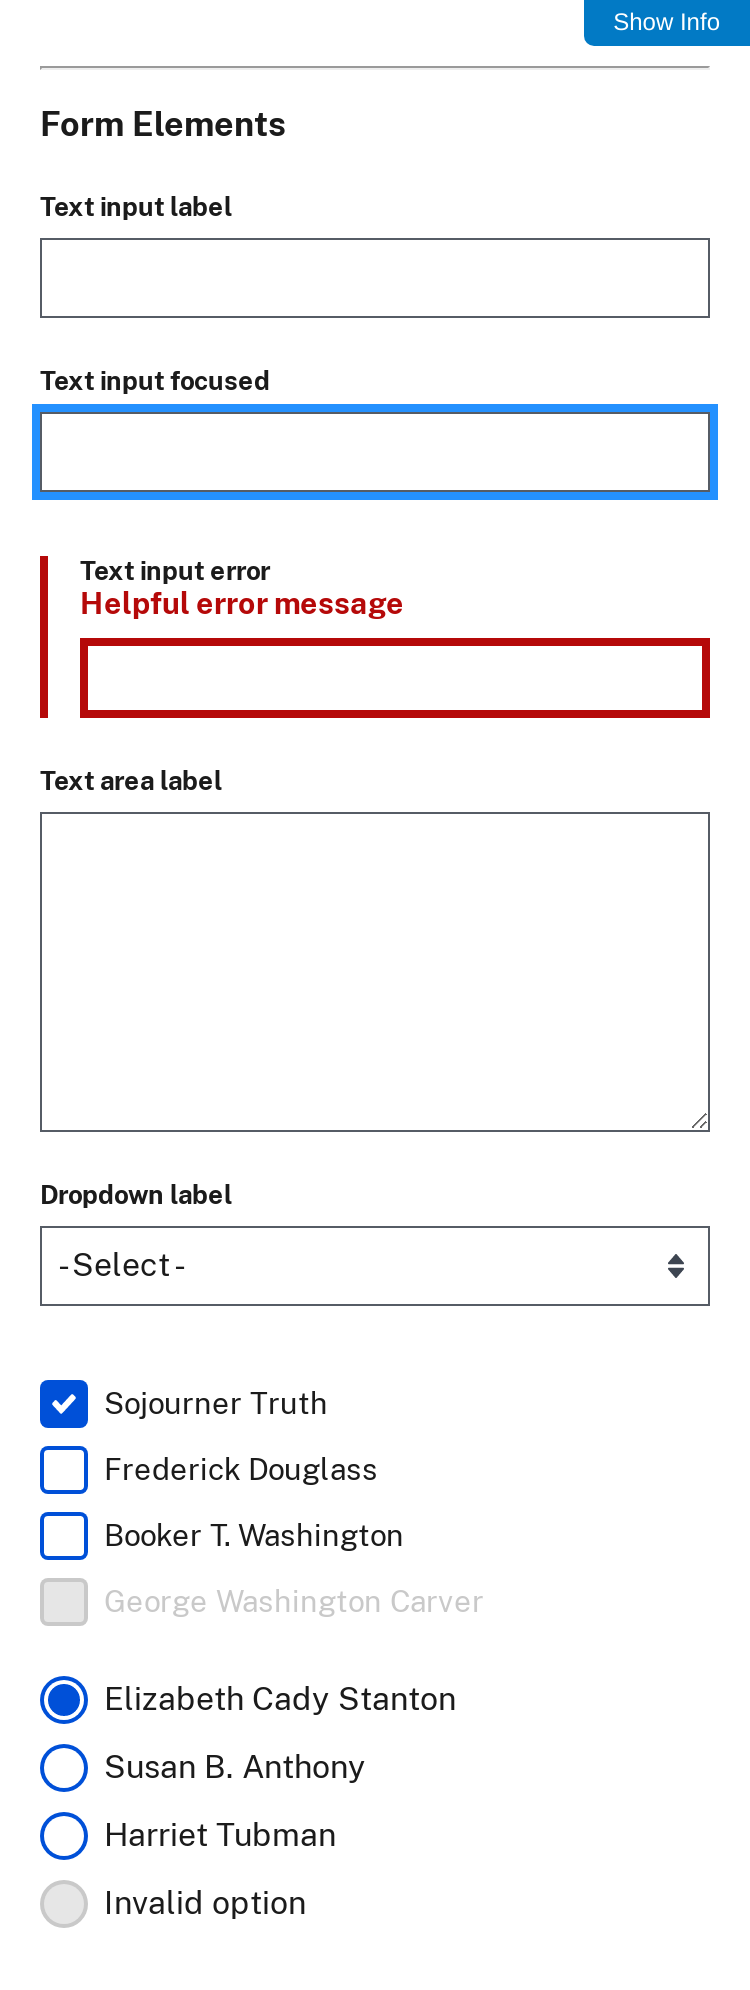 Show Info
Form Elements
Text input label
Text input focused
Text input error
Helpful error message
Text area label
Dropdown label
- Select -
Sojourner Truth
Frederick Douglass
Booker T. Washington
George Washington Carver
Elizabeth Cady Stanton
Susan B. Anthony
Harriet Tubman
Invalid option